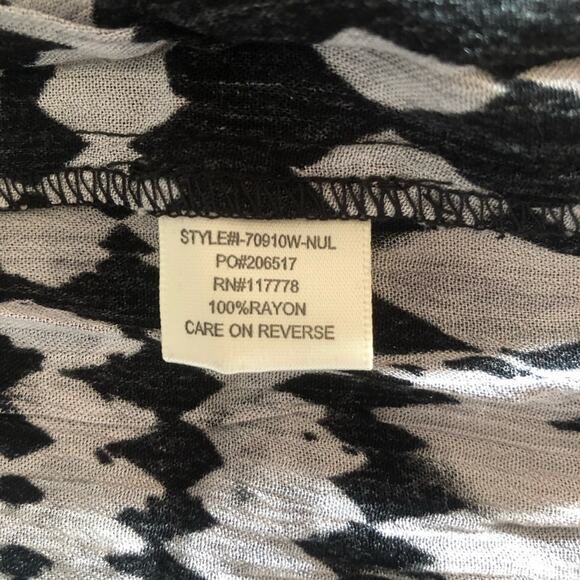 STYLE#I-70910W-NUL
PO#206517
RN#117778
100%RAYON
CARE ON REVERSE